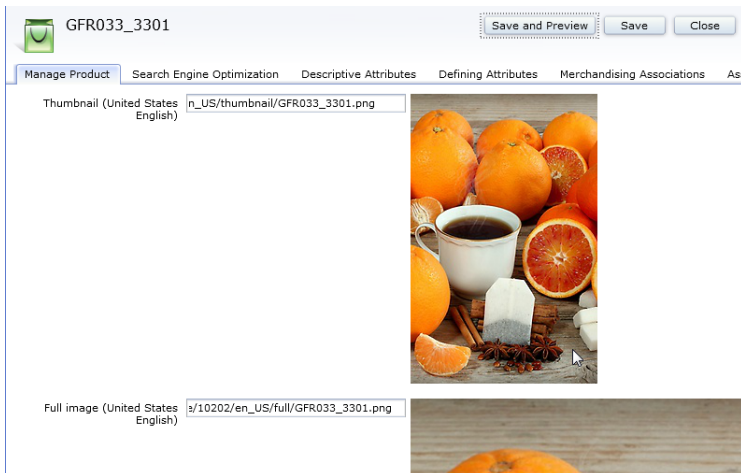 GFR033_3301
Save and Preview Save Close
Manage Product Search Engine Optimization Descriptive Attributes Defining Attributes Merchandising Associations As
Thumbnail (United States English) n_US/thumbnail/GFR033_3301.png
Full image (United States English) /10202/en_US/full/GFR033_3301.png